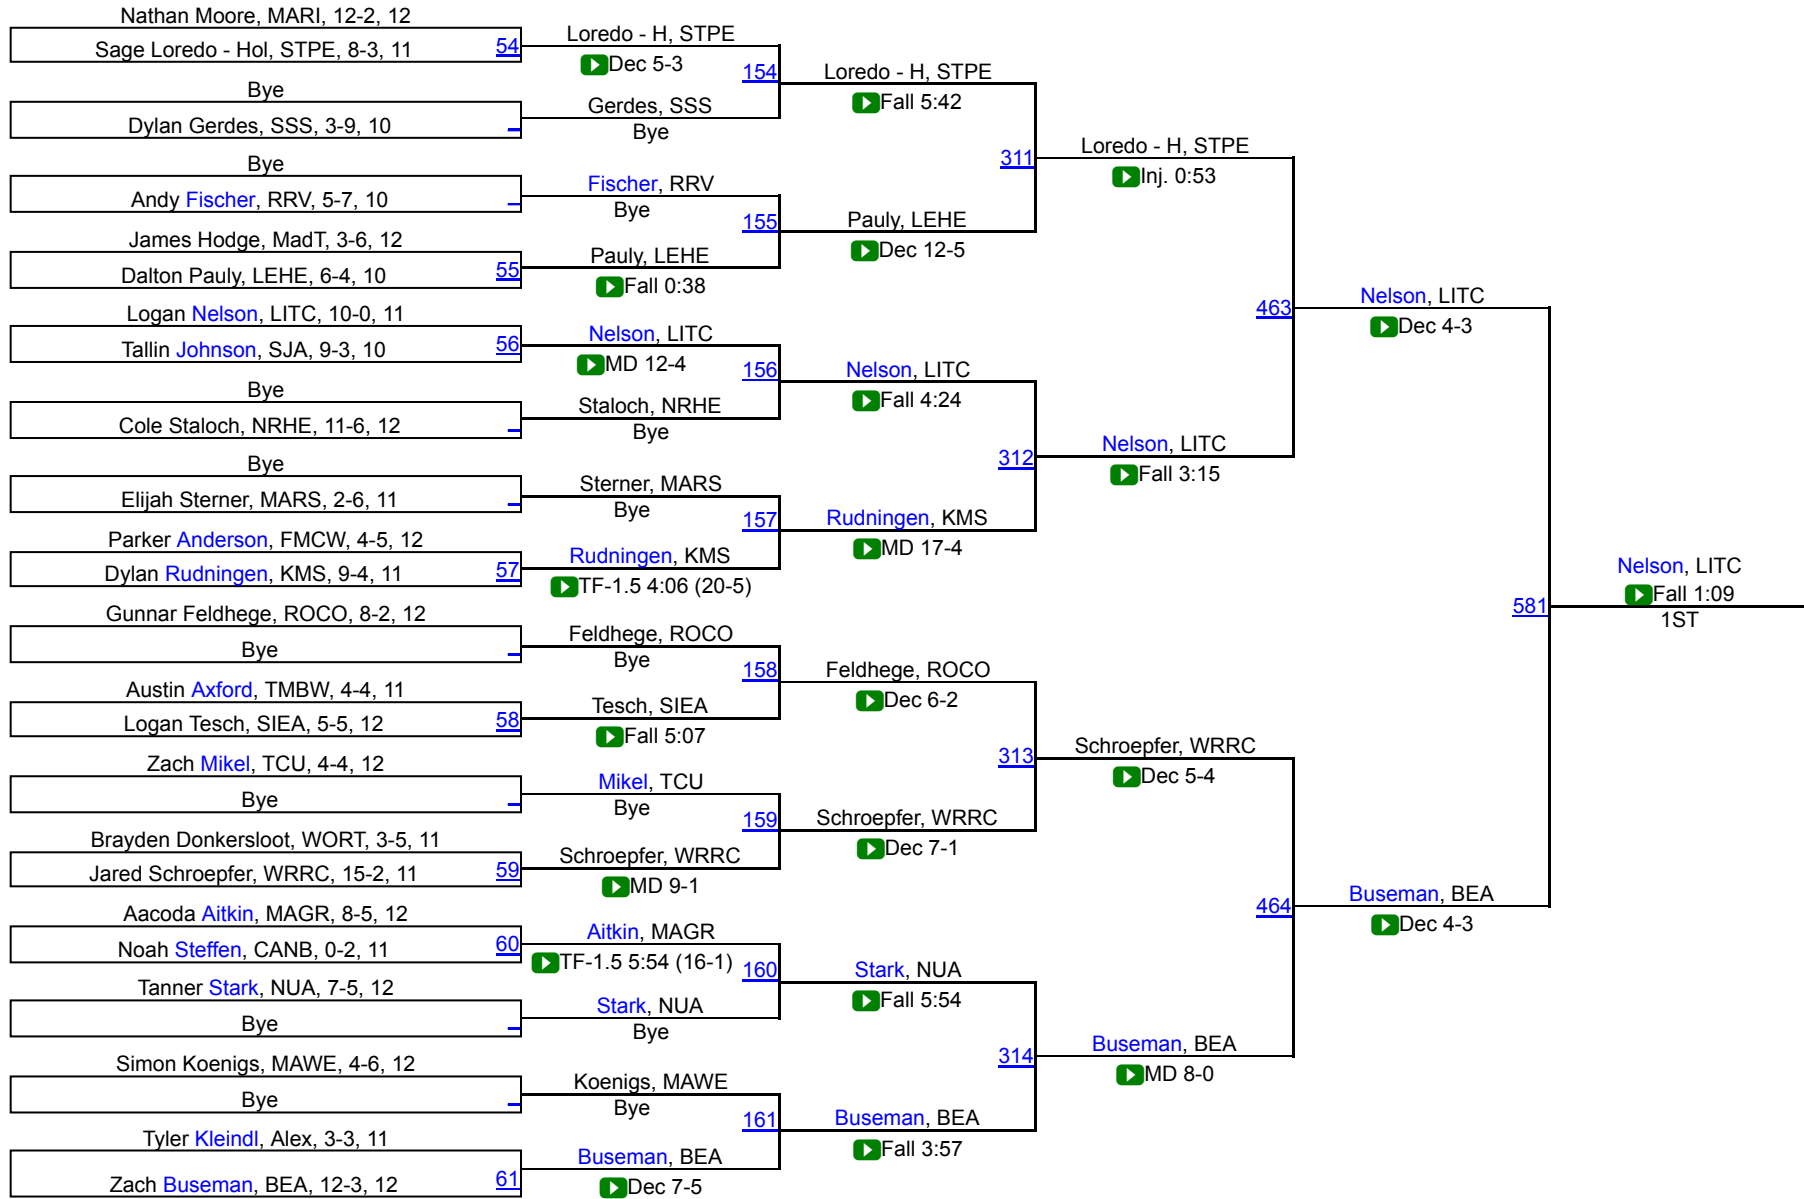 Nathan Moore, MARI, 12-2, 12
Sage Loredo - Hol, STPE, 8-3, 11
54
Bye
Dylan Gerdes, SSS, 3-9, 10
Bye
Andy Fischer, RRV, 5-7, 10
James Hodge, MadT, 3-6, 12
Dalton Pauly, LEHE, 6-4, 10
55
Logan Nelson, LITC, 10-0, 11
Tallin Johnson, SJA, 9-3, 10
56
Bye
Cole Staloch, NRHE, 11-6, 12
Bye
Elijah Sterner, MARS, 2-6, 11
Parker Anderson, FMCW, 4-5, 12
Dylan Rudningen, KMS, 9-4, 11
57
Gunnar Feldhege, ROCO, 8-2, 12
Bye
Austin Axford, TMBW, 4-4, 11
Logan Tesch, SIEA, 5-5, 12
58
Zach Mikel, TCU, 4-4, 12
Bye
Brayden Donkersloot, WORT, 3-5, 11
Jared Schroepfer, WRRC, 15-2, 11
59
Aacoda Aitkin, MAGR, 8-5, 12
Noah Steffen, CANB, 0-2, 11
60
Tanner Stark, NUA, 7-5, 12
Bye
Simon Koenigs, MAWE, 4-6, 12
Bye
Tyler Kleindl, Alex, 3-3, 11
Zach Buseman, BEA, 12-3, 12
61
Loredo - H, STPE
Dec 5-3
154
Gerdes, SSS
Bye
Fischer, RRV
Bye
155
Pauly, LEHE
Fall 0:38
Nelson, LITC
MD 12-4
156
Staloch, NRHE
Bye
Sterner, MARS
Bye
157
Rudningen, KMS
TF-1.5 4:06 (20-5)
Feldhege, ROCO
Bye
158
Tesch, SIEA
Fall 5:07
Mikel, TCU
Bye
159
Schroepfer, WRRC
MD 9-1
Aitkin, MAGR
TF-1.5 5:54 (16-1)
160
Stark, NUA
Bye
Koenigs, MAWE
Bye
161
Buseman, BEA
Dec 7-5
Loredo - H, STPE
Fall 5:42
311
Pauly, LEHE
Dec 12-5
Nelson, LITC
Fall 4:24
312
Rudningen, KMS
MD 17-4
Feldhege, ROCO
Dec 6-2
313
Schroepfer, WRRC
Dec 7-1
Stark, NUA
Fall 5:54
314
Buseman, BEA
Fall 3:57
Loredo - H, STPE
Inj. 0:53
463
Nelson, LITC
Fall 3:15
Schroepfer, WRRC
Dec 5-4
464
Buseman, BEA
MD 8-0
Nelson, LITC
Dec 4-3
581
Buseman, BEA
Dec 4-3
Nelson, LITC
Fall 1:09
1ST